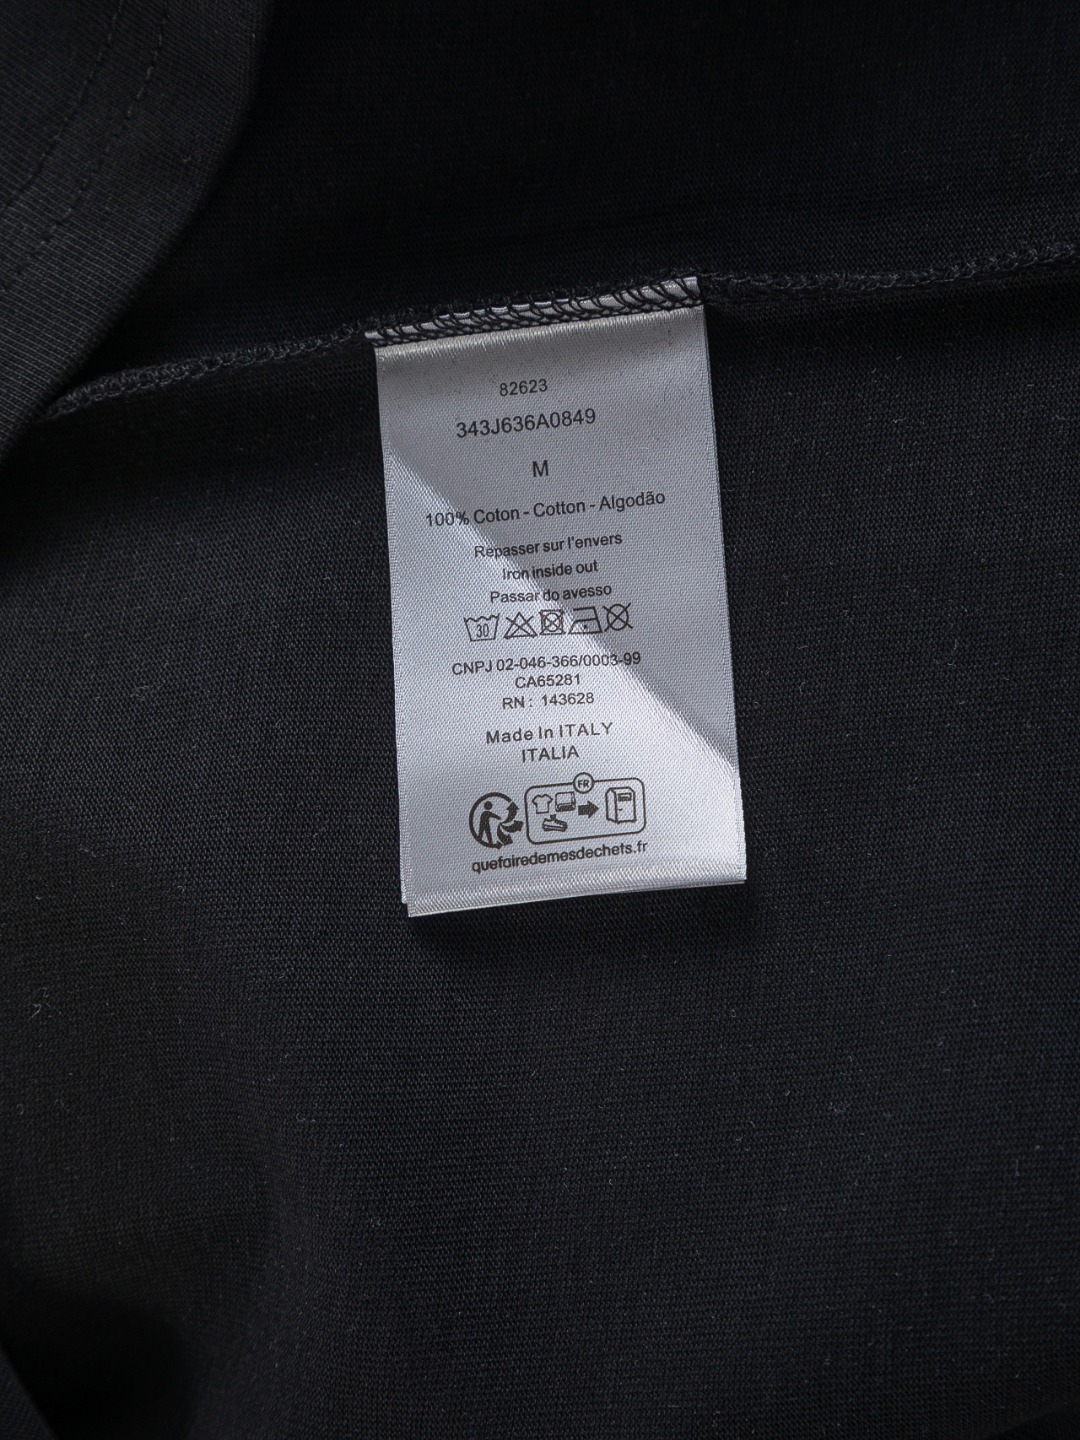 82623
343J636A0849
M
100% Coton - Cotton - Algodão
Repasser sur l'envers
Iron inside out
Passar do avesso
30
CNPJ 02-046-366/0003-99
CA65281
RN : 143628
Made In ITALY
ITALIA
FR
quefairedemesdechets.fr